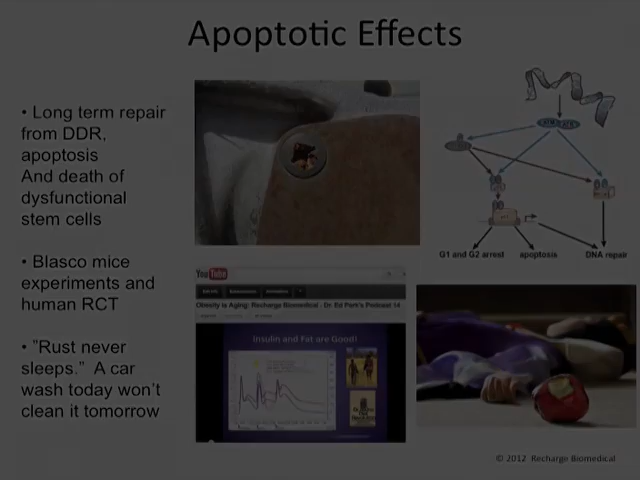 Apoptotic Effects
• Long term repair
from DDR,
apoptosis
And death of
dysfunctional
stem cells
• Blasco mice
experiments and
human RCT
• "Rust never
sleeps." A car
wash today won't
clean it tomorrow
G1 and G2 arrest apoptosis DNA repair
YouTube
Obesity is Aging: Recharge Biomedical - Dr. Ed Park's Podcast 14
Insulin and Fat are Good!
© 2012 Recharge Biomedical